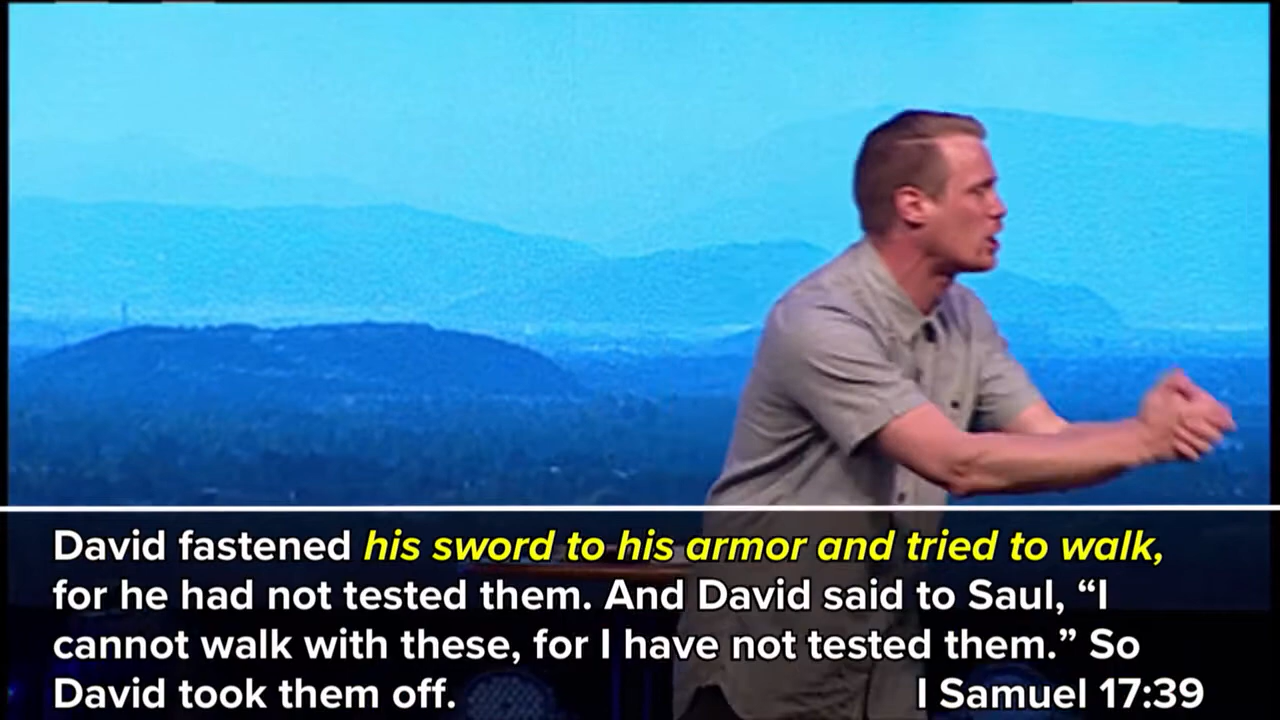 David fastened his sword to his armor and tried to walk,
for he had not tested them. And David said to Saul, “I
cannot walk with these, for I have not tested them.” So
David took them off. I Samuel 17:39